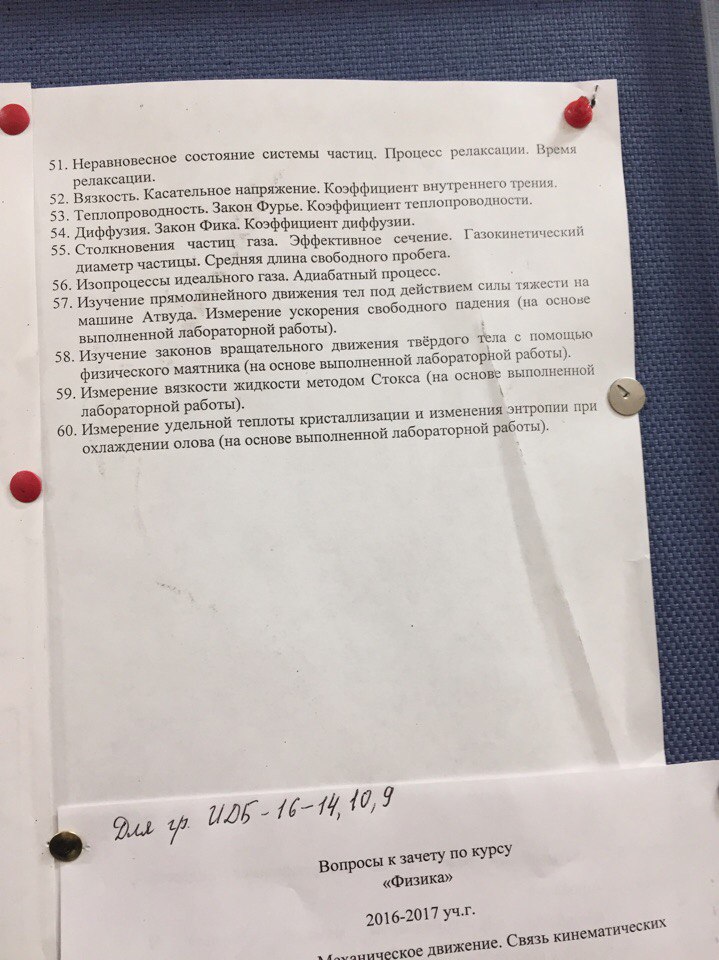 51. Неравновесное состояние системы частиц. Процесс релаксации. Время
релаксации.
52. Вязкость. Касательное напряжение. Коэффициент внутреннего трения.
53. Теплопроводность. Закон Фурье. Коэффициент теплопроводности.
54. Диффузия. Закон Фика. Коэффициент диффузии.
55. Столкновения частиц газа. Эффективное сечение. Газокинетический
диаметр частицы. Средняя длина свободного пробега.
56. Изопроцессы идеального газа. Адиабатный процесс.
57. Изучение прямолинейного движения тел под действием силы тяжести на
машине Атвуда. Измерение ускорения свободного падения (на основе
выполненной лабораторной работы).
58. Изучение законов вращательного движения твёрдого тела с помощью
физического маятника (на основе выполненной лабораторной работы).
59. Измерение вязкости жидкости методом Стокса (на основе выполненной
лабораторной работы).
60. Измерение удельной теплоты кристаллизации и изменения энтропии при
охлаждении олова (на основе выполненной лабораторной работы).
Для гр. ИДБ-16-14, 10, 9
Вопросы к зачету по курсу
«Физика»
2016-2017 уч.г.
Механическое движение. Связь кинематических